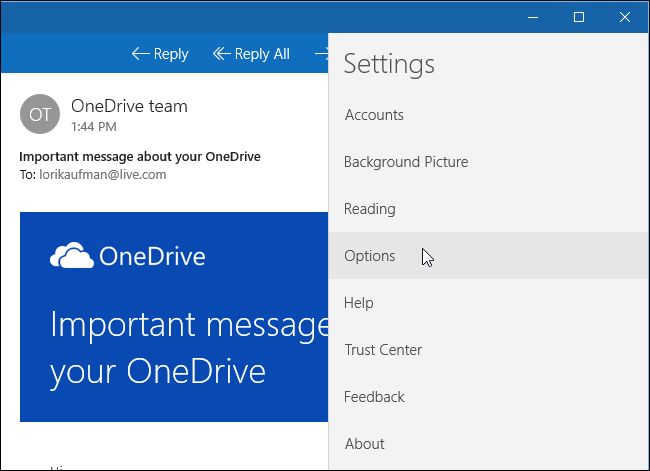 Reply
Reply All
OT
OneDrive team
1:44 PM
Important message about your OneDrive
To: lorikaufman@live.com
OneDrive
Important message
your OneDrive
Settings
Accounts
Background Picture
Reading
Options
Help
Trust Center
Feedback
About